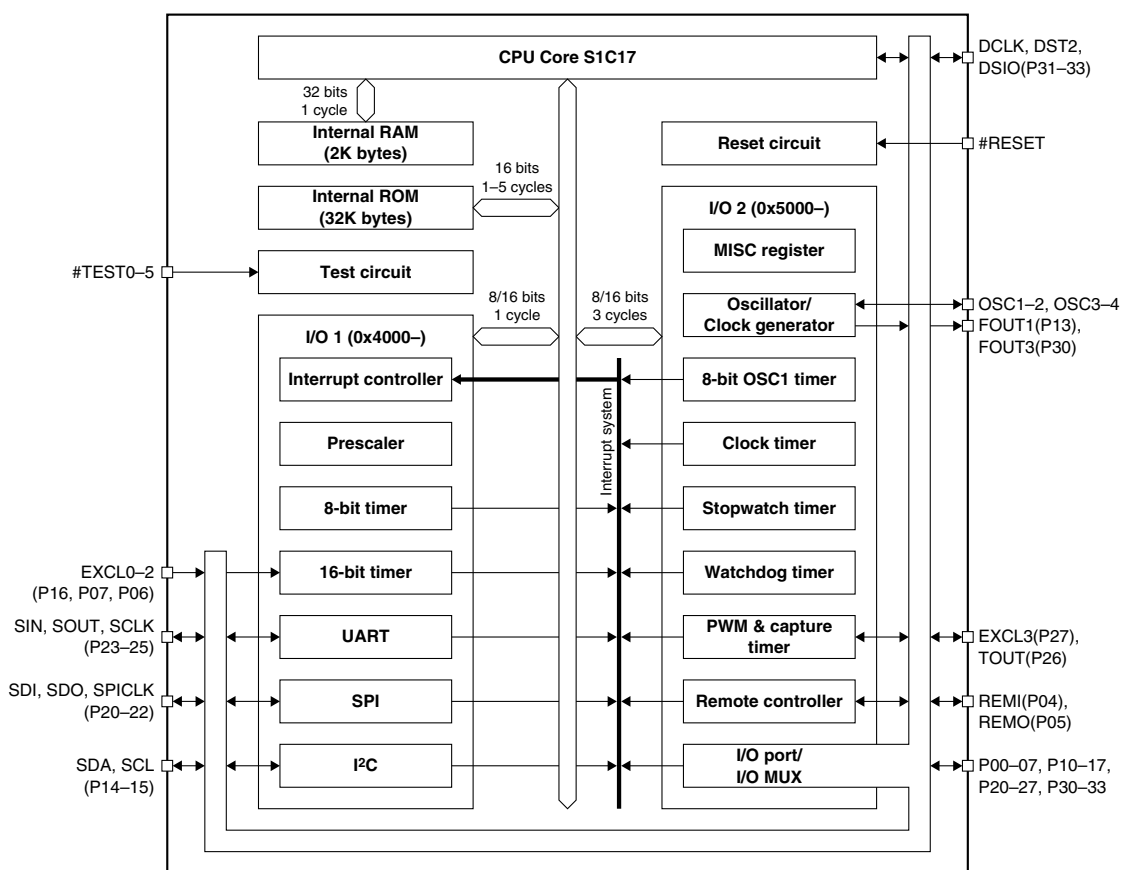 CPU Core S1C17
DCLK, DST2,
DSIO(P31–33)
32 bits
1 cycle
Internal RAM
(2K bytes)
Reset circuit
#RESET
16 bits
1–5 cycles
Internal ROM
(32K bytes)
I/O 2 (0x5000–)
MISC register
#TEST0–5
Test circuit
8/16 bits
1 cycle
8/16 bits
3 cycles
Oscillator/
Clock generator
OSC1–2, OSC3–4
FOUT1(P13),
FOUT3(P30)
I/O 1 (0x4000–)
Interrupt controller
Interrupt system
8-bit OSC1 timer
Prescaler
Clock timer
8-bit timer
Stopwatch timer
EXCL0–2
(P16, P07, P06)
16-bit timer
Watchdog timer
SIN, SOUT, SCLK
(P23–25)
UART
PWM & capture
timer
EXCL3(P27),
TOUT(P26)
SDI, SDO, SPICLK
(P20–22)
SPI
Remote controller
REMI(P04),
REMO(P05)
SDA, SCL
(P14–15)
I²C
I/O port/
I/O MUX
P00–07, P10–17,
P20–27, P30–33